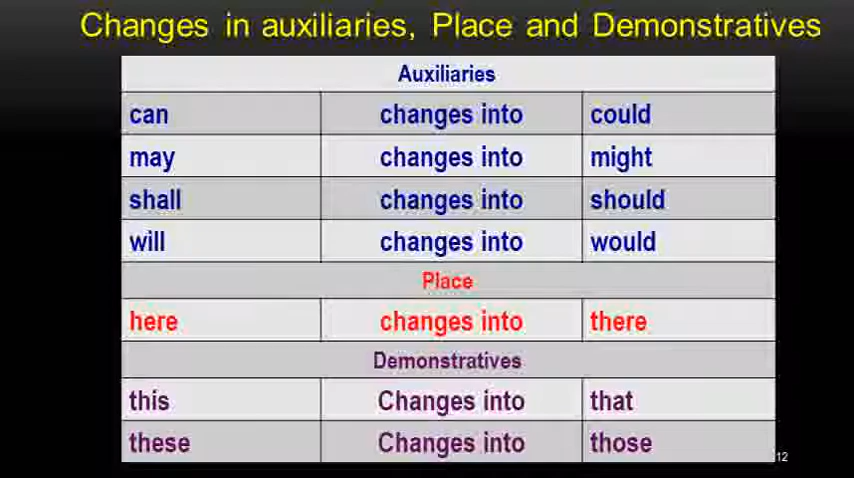 Changes in auxiliaries, Place and Demonstratives
Auxiliaries
can changes into could
may changes into might
shall changes into should
will changes into would
Place
here changes into there
Demonstratives
this Changes into that
these Changes into those
12